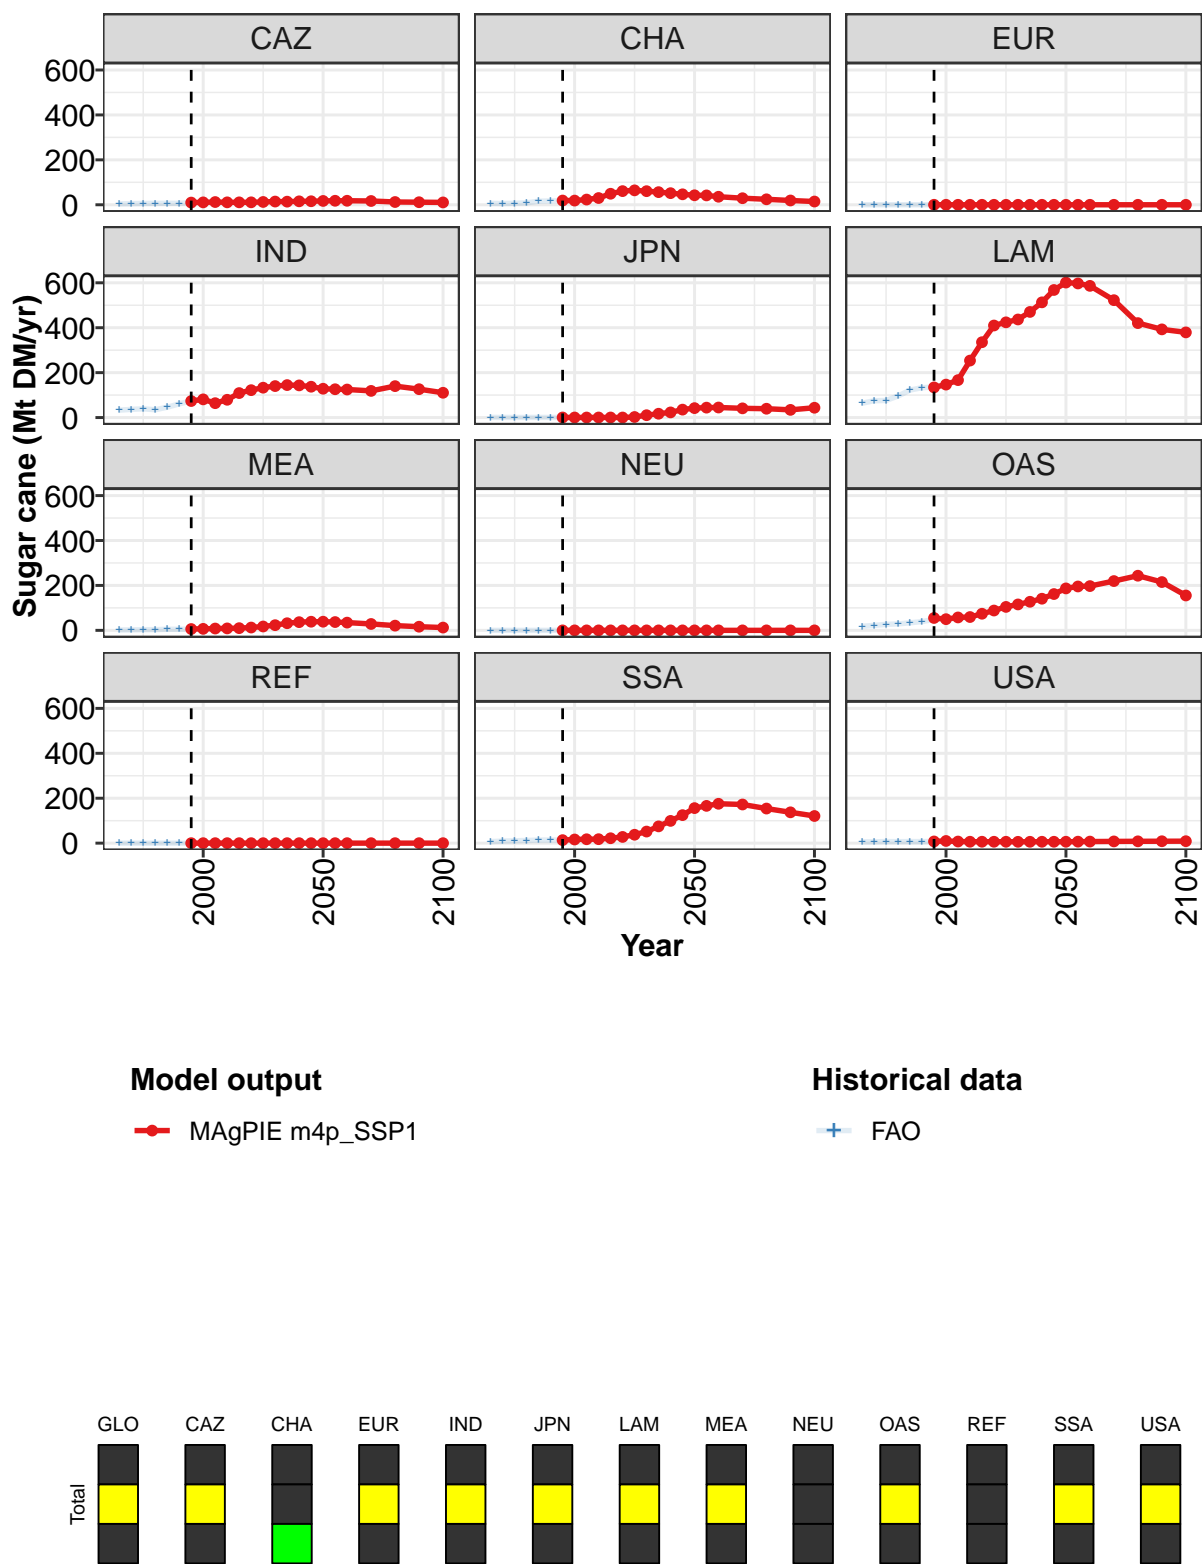 CAZ CHA EUR
600
400
200
0
IND JPN LAM
600
400
200
0
MEA NEU OAS
600
400
200
0
REF SSA USA
600
400
200
0
2000 2050 2100 2000 2050 2100 2000 2050 2100
Year
Sugar cane (Mt DM/yr)
Model output
MAgPIE m4p_SSP1
Historical data
FAO
GLO CAZ CHA EUR IND JPN LAM MEA NEU OAS REF SSA USA
Total